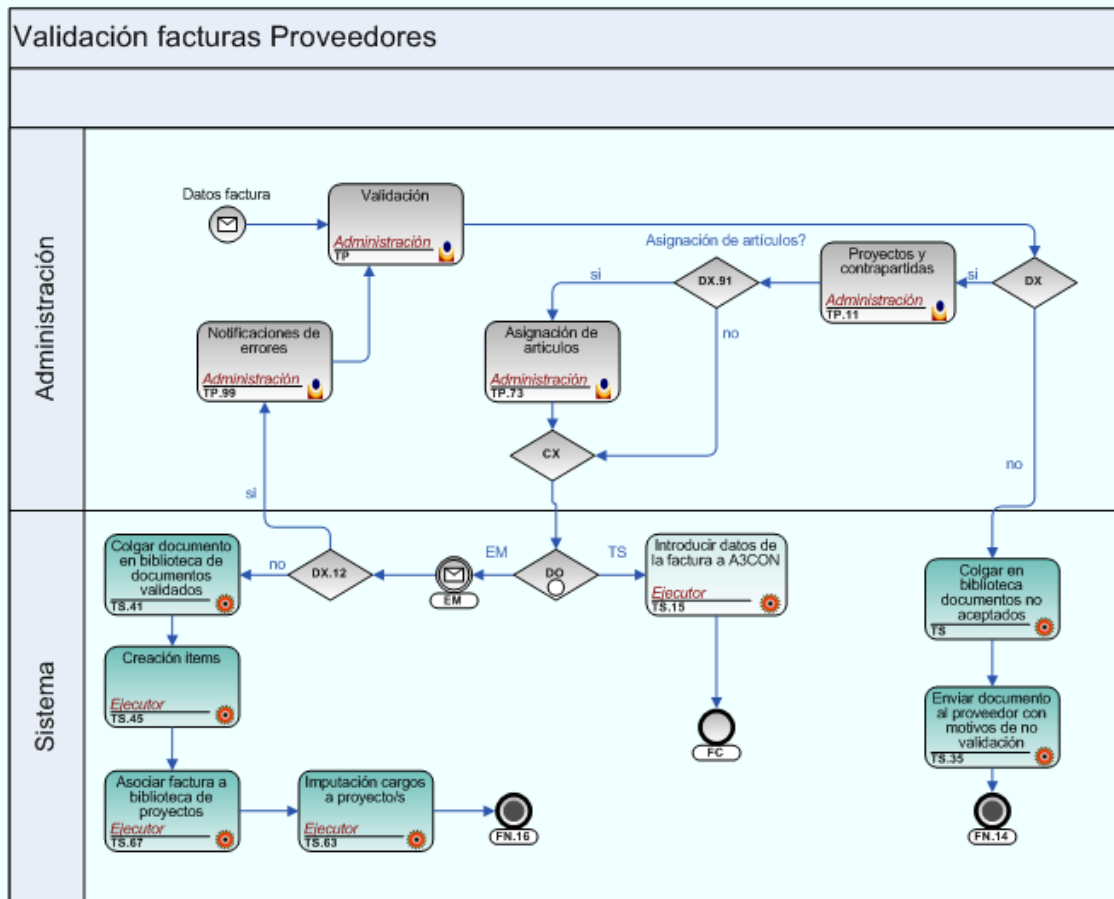 Validación facturas Proveedores
Administración
Datos factura
Validación
Administración
TP
Asignación de artículos?
Proyectos y
contrapartidas
Administración
TP.11
DX
si
no
DX.91
si
no
Asignación de
articulos
Administración
TP.73
Notificaciones de
errores
Administración
TP.99
CX
si
Sistema
Colgar documento
en biblioteca de
documentos
validados
TS.41
no
DX.12
EM
EM
DO
TS
Introducir datos de
la factura a A3CON
Ejecutor
TS.15
Colgar en
biblioteca
documentos no
aceptados
TS
Creación items
Ejecutor
TS.45
FC
Enviar documento
al proveedor con
motivos de no
validación
TS.35
Asociar factura a
biblioteca de
proyectos
Ejecutor
TS.67
Imputación cargos
a proyecto/s
Ejecutor
TS.63
FN.16
FN.14